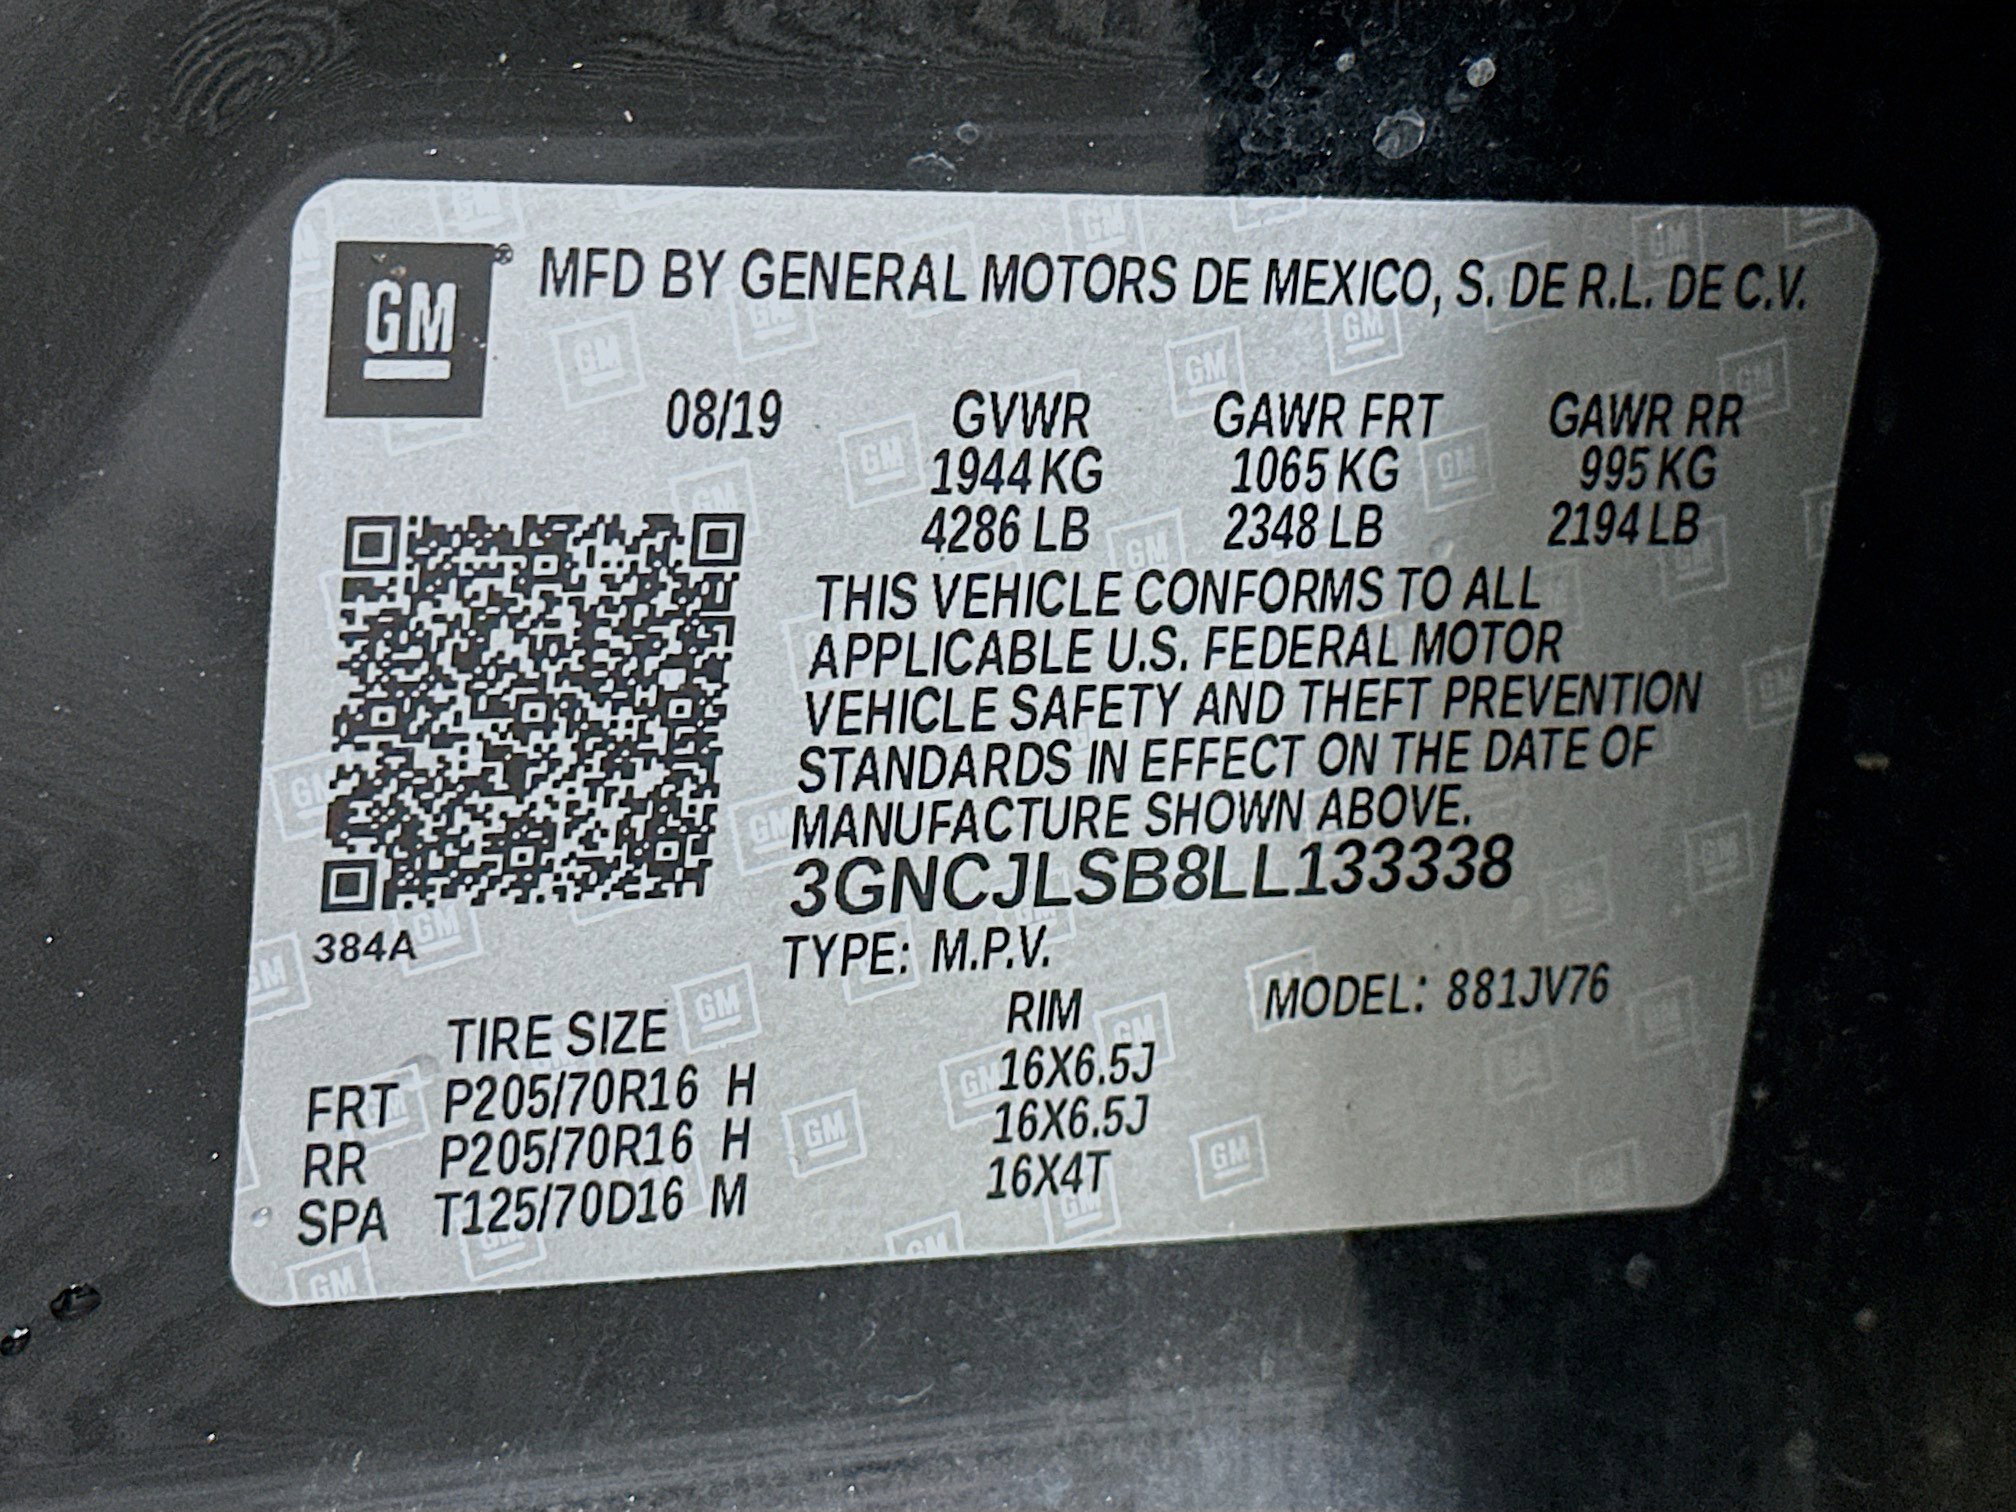 GM® MFD BY GENERAL MOTORS DE MEXICO, S. DE R.L. DE C.V.
08/19 GVWR GAWR FRT GAWR RR
1944 KG 1065 KG 995 KG
4286 LB 2348 LB 2194 LB
THIS VEHICLE CONFORMS TO ALL
APPLICABLE U.S. FEDERAL MOTOR
VEHICLE SAFETY AND THEFT PREVENTION
STANDARDS IN EFFECT ON THE DATE OF
MANUFACTURE SHOWN ABOVE.
3GNCJLSB8LL133338
384A
TYPE: M.P.V.
MODEL: 881JV76
TIRE SIZE RIM
FRT P205/70R16 H 16X6.5J
RR P205/70R16 H 16X6.5J
SPA T125/70D16 M 16X4T